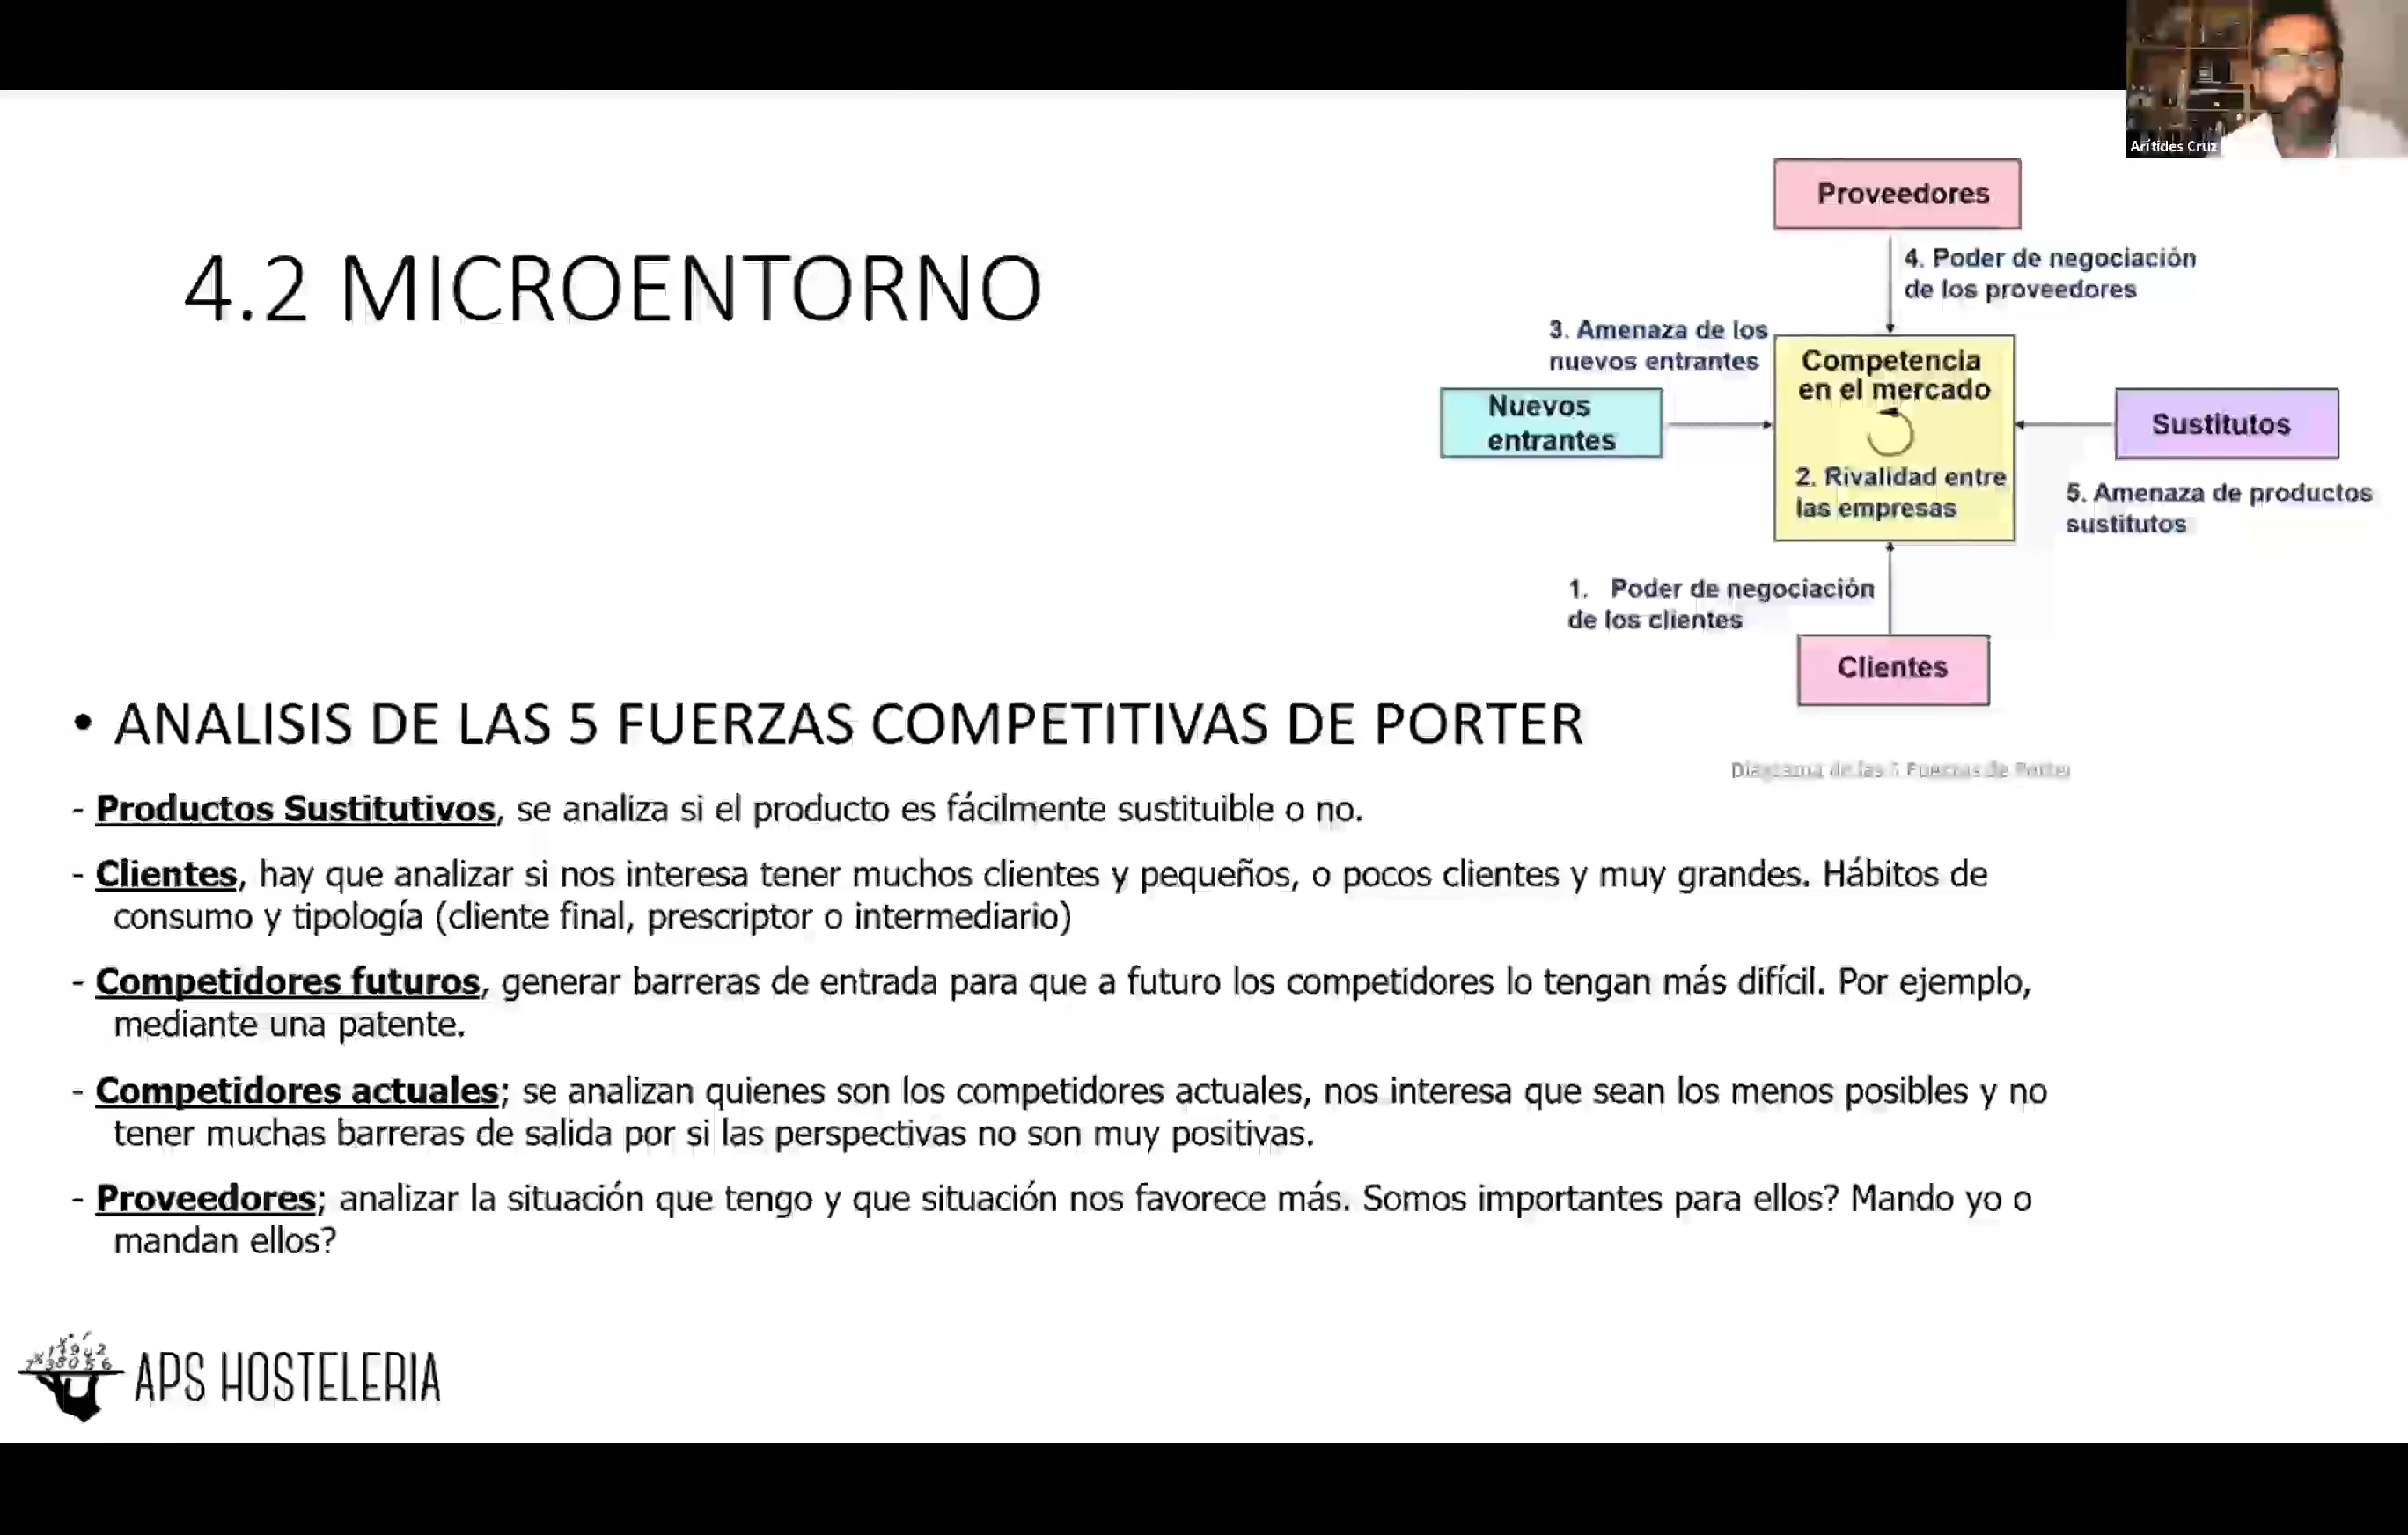 Arítides Cruz
4.2 MICROENTORNO
Proveedores
4. Poder de negociación
de los proveedores
3. Amenaza de los
nuevos entrantes
Nuevos
entrantes
Competencia
en el mercado
2. Rivalidad entre
las empresas
Sustitutos
5. Amenaza de productos
sustitutos
1. Poder de negociación
de los clientes
Clientes
Diagrama de las 5 Fuerzas de Porter
• ANALISIS DE LAS 5 FUERZAS COMPETITIVAS DE PORTER
- Productos Sustitutivos, se analiza si el producto es fácilmente sustituible o no.
- Clientes, hay que analizar si nos interesa tener muchos clientes y pequeños, o pocos clientes y muy grandes. Hábitos de
consumo y tipología (cliente final, prescriptor o intermediario)
- Competidores futuros, generar barreras de entrada para que a futuro los competidores lo tengan más difícil. Por ejemplo,
mediante una patente.
- Competidores actuales; se analizan quienes son los competidores actuales, nos interesa que sean los menos posibles y no
tener muchas barreras de salida por si las perspectivas no son muy positivas.
- Proveedores; analizar la situación que tengo y que situación nos favorece más. Somos importantes para ellos? Mando yo o
mandan ellos?
APS HOSTELERIA